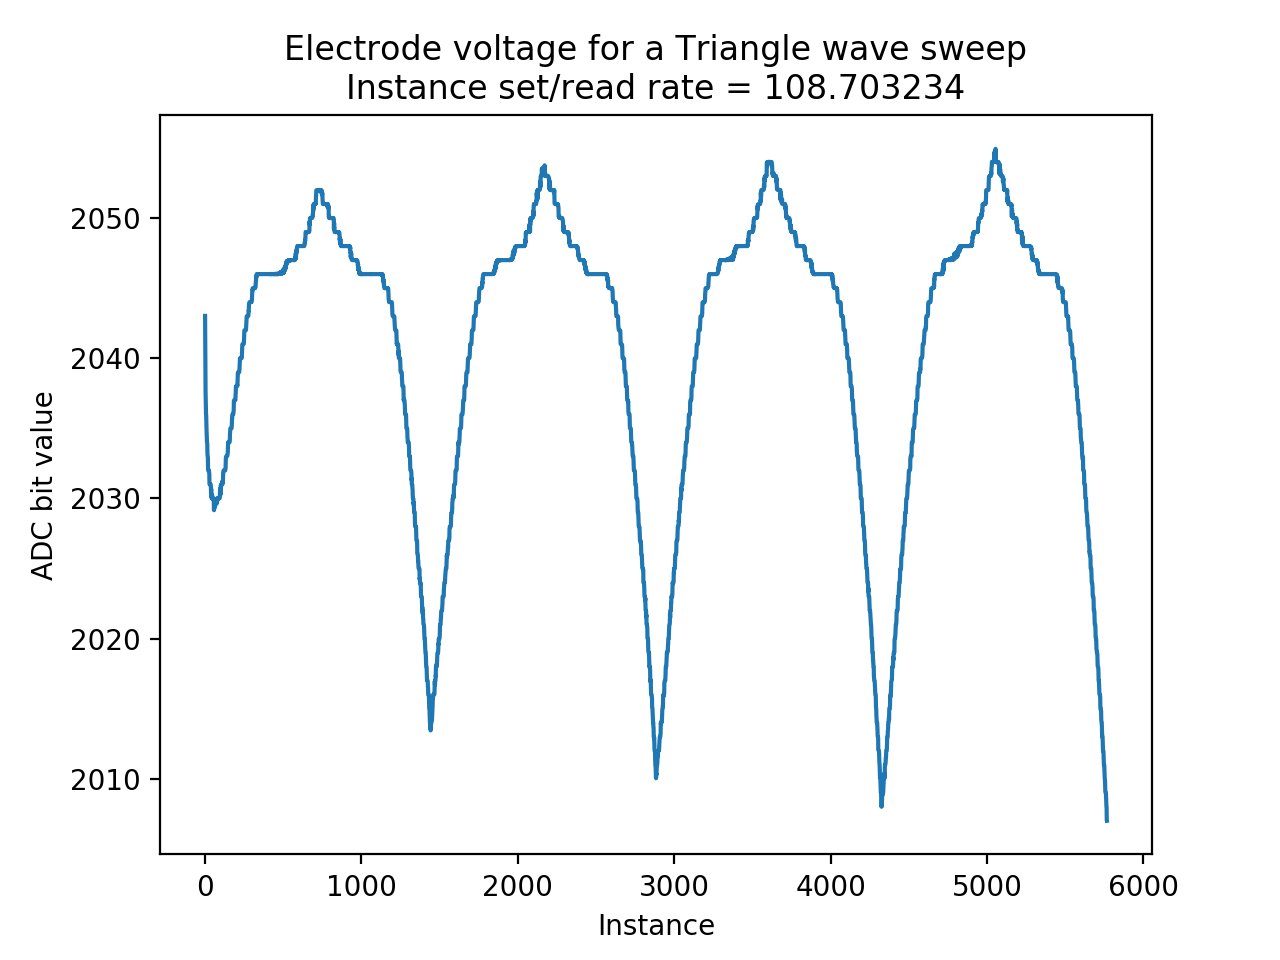 Electrode voltage for a Triangle wave sweep
Instance set/read rate = 108.703234
ADC bit value
2050
2040
2030
2020
2010
0 1000 2000 3000 4000 5000 6000
Instance